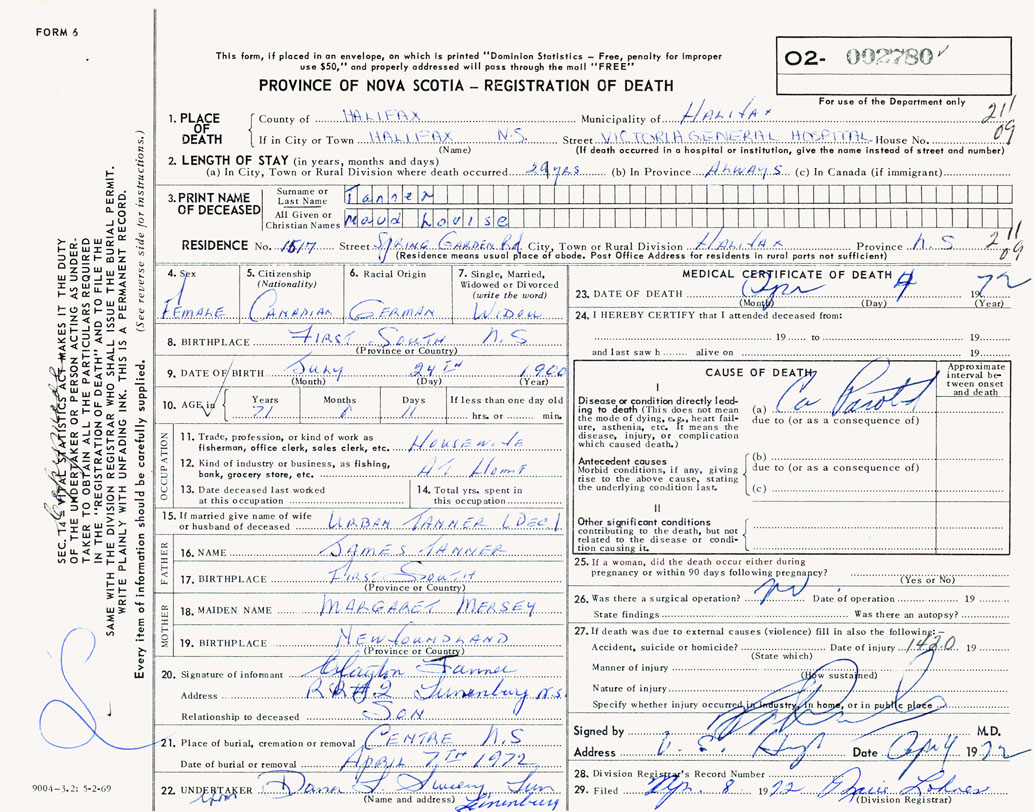 FORM 6
This form, if placed in an envelope, on which is printed "Dominion Statistics – Free, penalty for improper
use $50," and properly addressed will pass through the mail "FREE"
PROVINCE OF NOVA SCOTIA – REGISTRATION OF DEATH
O2- 002780
For use of the Department only
21 11 09
1. PLACE OF DEATH
County of HALIFAX Municipality of HALIFAX
If in City or Town HALIFAX N.S. Street VICTORIA GENERAL HOSPITAL House No.
(Name) (If death occurred in a hospital or institution, give the name instead of street and number)
2. LENGTH OF STAY (in years, months and days)
(a) In City, Town or Rural Division where death occurred 29 yrs (b) In Province ALWAYS (c) In Canada (if immigrant)
3. PRINT NAME OF DECEASED
Surname or Last Name Tanner
All Given or Christian Names Maud Louise
RESIDENCE No. 1517 Street SPRING GARDEN Rd City, Town or Rural Division HALIFAX Province N.S 2 11 09
(Residence means usual place of abode. Post Office Address for residents in rural parts not sufficient)
4. Sex
FEMALE
5. Citizenship
(Nationality)
CANADIAN
6. Racial Origin
GERMAN
7. Single, Married, Widowed or Divorced
(write the word)
WIDOW
8. BIRTHPLACE FIRST SOUTH N.S
(Province or Country)
9. DATE OF BIRTH JULY 24TH 1900
(Month) (Day) (Year)
10. AGE in Years Months Days If less than one day old
71 11 hrs. or min.
OCCUPATION
11. Trade, profession, or kind of work as
fisherman, office clerk, sales clerk, etc. HOUSEWIFE
12. Kind of industry or business, as fishing,
bank, grocery store, etc. AT HOME
13. Date deceased last worked
at this occupation
14. Total yrs. spent in
this occupation
15. If married give name of wife
or husband of deceased URBAN TANNER (DEC)
FATHER
16. NAME JAMES TANNER
17. BIRTHPLACE FIRST SOUTH
(Province or Country)
MOTHER
18. MAIDEN NAME MARGARET MERSEY
19. BIRTHPLACE NEWFOUNDLAND
(Province or Country)
20. Signature of informant Clayton Tanner
Address RR#2 Lunenburg N.S.
Relationship to deceased SON
21. Place of burial, cremation or removal CENTRE N.S
Date of burial or removal APRIL 7TH 1972
22. UNDERTAKER Dana L. Sweeny
(Name and address) Lunenburg
MEDICAL CERTIFICATE OF DEATH
23. DATE OF DEATH Apr 4 1972
(Month) (Day) (Year)
24. I HEREBY CERTIFY that I attended deceased from:
19 to 19
and last saw h alive on 19
CAUSE OF DEATH
Approximate interval between onset and death
I
Disease or condition directly leading to death (This does not mean
the mode of dying, e.g., heart failure, asthenia, etc. It means the
disease, injury, or complication
which caused death.)
(a) Ca Parotid
due to (or as a consequence of)
Antecedent causes
Morbid conditions, if any, giving
rise to the above cause, stating
the underlying condition last.
(b)
due to (or as a consequence of)
(c)
II
Other significant conditions
contributing to the death, but not
related to the disease or condition causing it.
25. If a woman, did the death occur either during
pregnancy or within 90 days following pregnancy?
(Yes or No)
26. Was there a surgical operation? no Date of operation 19
State findings Was there an autopsy?
27. If death was due to external causes (violence) fill in also the following:-
Accident, suicide or homicide? Date of injury 1420 19
(State which)
Manner of injury
(How sustained)
Nature of injury
Specify whether injury occurred in industry, in home, or in public place
Signed by M.D.
Address Date Apr 4 1972
28. Division Registrar's Record Number
29. Filed Apr. 8 1972 Lohnes
(Division Registrar)
SEC. 14 – VITAL STATISTICS ACT MAKES IT THE DUTY
OF THE UNDERTAKER OR PERSON ACTING AS UNDERTAKER TO OBTAIN ALL THE PARTICULARS REQUIRED
IN THE "REGISTRATION OF DEATH" AND TO FILE THE
SAME WITH THE DIVISION REGISTRAR WHO SHALL ISSUE THE BURIAL PERMIT.
WRITE PLAINLY WITH UNFADING INK. THIS IS A PERMANENT RECORD.
Every item of information should be carefully supplied. (See reverse side for instructions.)
9004-3.2: 5-2-69